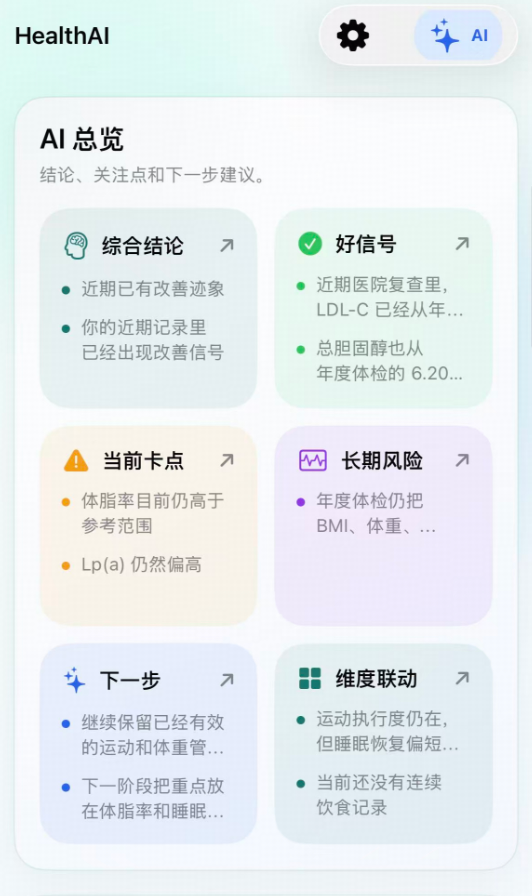 HealthAI
AI
AI 总览
结论、关注点和下一步建议。
综合结论
近期已有改善迹象
你的近期记录里
已经出现改善信号
好信号
近期医院复查里，
LDL-C 已经从年...
总胆固醇也从
年度体检的 6.20...
当前卡点
体脂率目前仍高于
参考范围
Lp(a) 仍然偏高
长期风险
年度体检仍把
BMI、体重、...
下一步
继续保留已经有效
的运动和体重管...
下一阶段把重点放
在体脂率和睡眠...
维度联动
运动执行度仍在，
但睡眠恢复偏短...
当前还没有连续
饮食记录